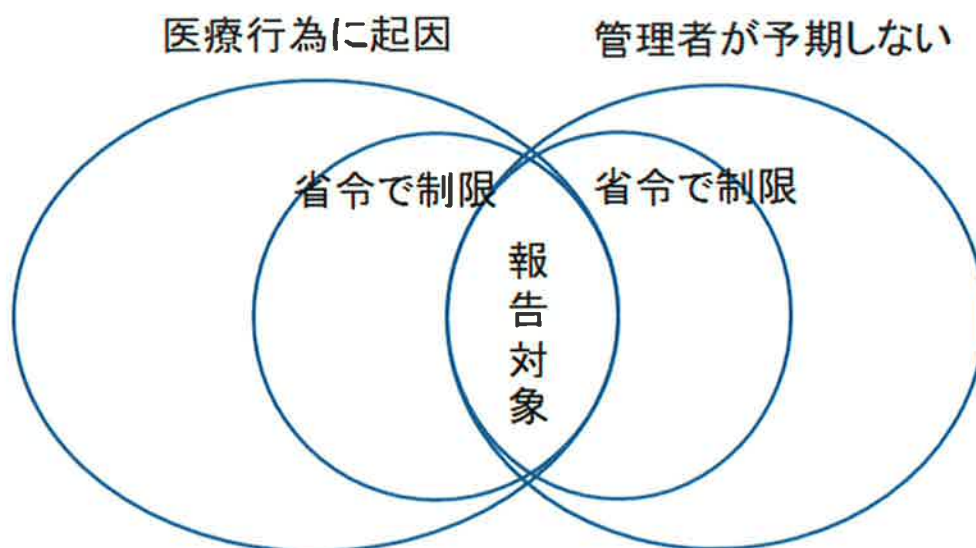 医療行為に起因
管理者が予期しない
省令で制限
省令で制限
報告対象